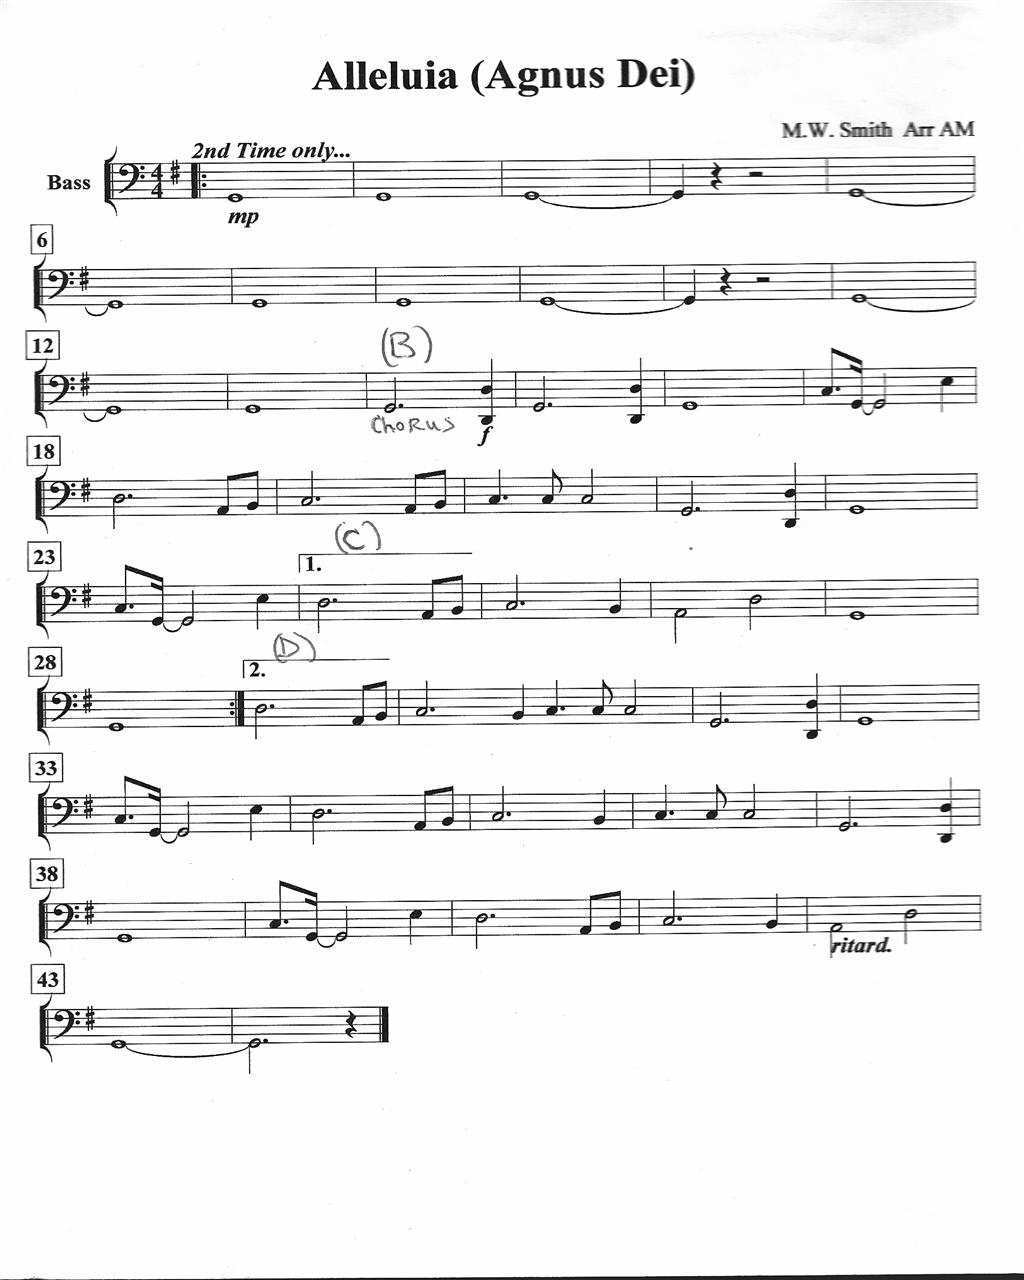 Alleluia (Agnus Dei)
M.W. Smith Arr AM
2nd Time only...
Bass
mp
6
12
(B)
Chorus
f
18
23
(C)
1.
28
(D)
2.
33
38
ritard.
43